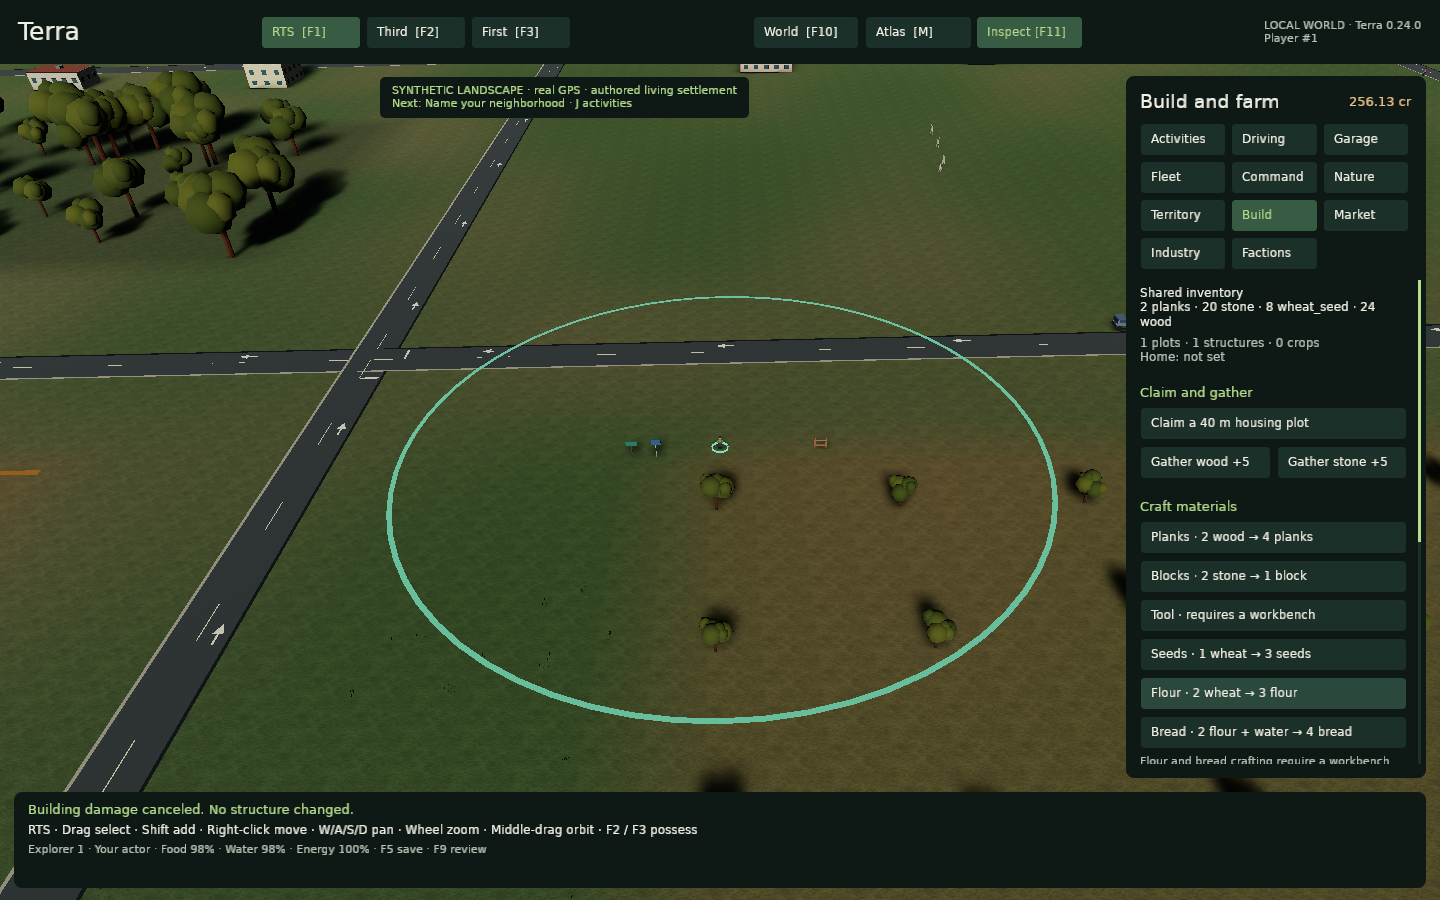 Terra
RTS [F1]
Third [F2]
First [F3]
World [F10]
Atlas [M]
Inspect [F11]
LOCAL WORLD · Terra 0.24.0
Player #1
SYNTHETIC LANDSCAPE · real GPS · authored living settlement
Next: Name your neighborhood · J activities
Build and farm
256.13 cr
Activities
Driving
Garage
Fleet
Command
Nature
Territory
Build
Market
Industry
Factions
Shared inventory
2 planks · 20 stone · 8 wheat_seed · 24
wood
1 plots · 1 structures · 0 crops
Home: not set
Claim and gather
Claim a 40 m housing plot
Gather wood +5
Gather stone +5
Craft materials
Planks · 2 wood → 4 planks
Blocks · 2 stone → 1 block
Tool · requires a workbench
Seeds · 1 wheat → 3 seeds
Flour · 2 wheat → 3 flour
Bread · 2 flour + water → 4 bread
Flour and bread crafting require a workbench
Building damage canceled. No structure changed.
RTS · Drag select · Shift add · Right-click move · W/A/S/D pan · Wheel zoom · Middle-drag orbit · F2 / F3 possess
Explorer 1 · Your actor · Food 98% · Water 98% · Energy 100% · F5 save · F9 review